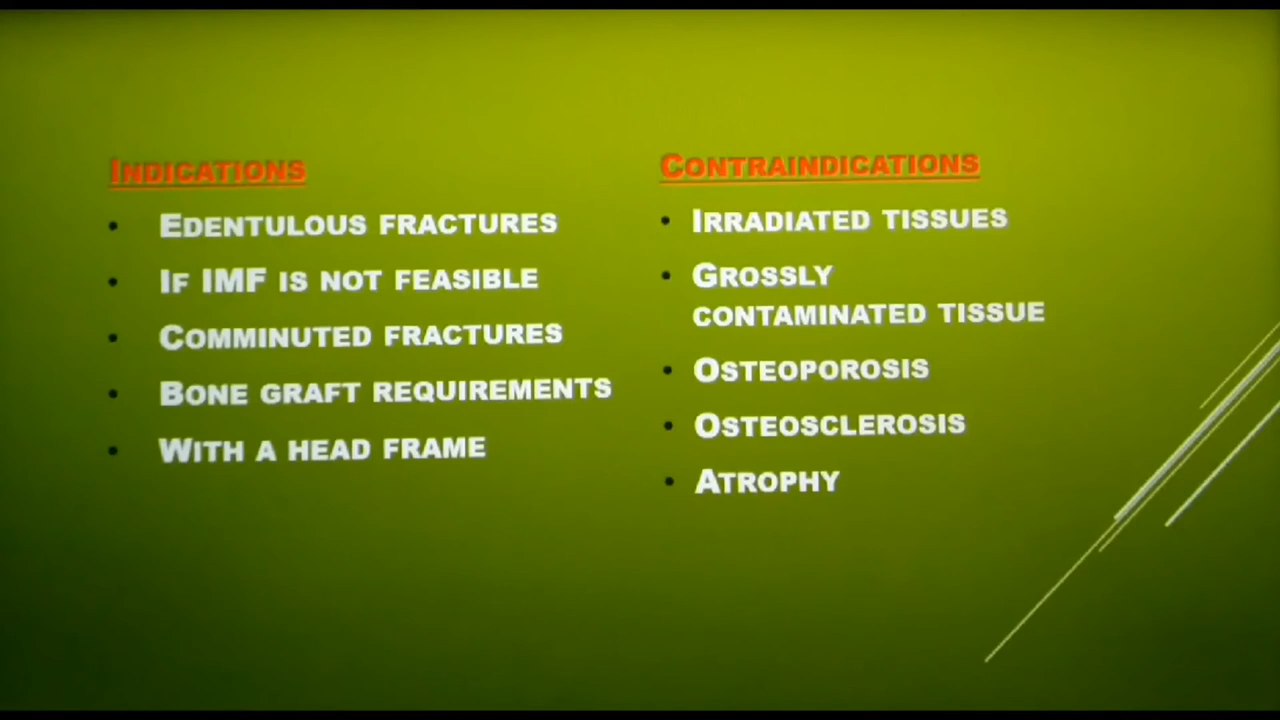 Indications
Edentulous fractures
If IMF is not feasible
Comminuted fractures
Bone graft requirements
With a head frame
Contraindications
Irradiated tissues
Grossly
contaminated tissue
Osteoporosis
Osteosclerosis
Atrophy